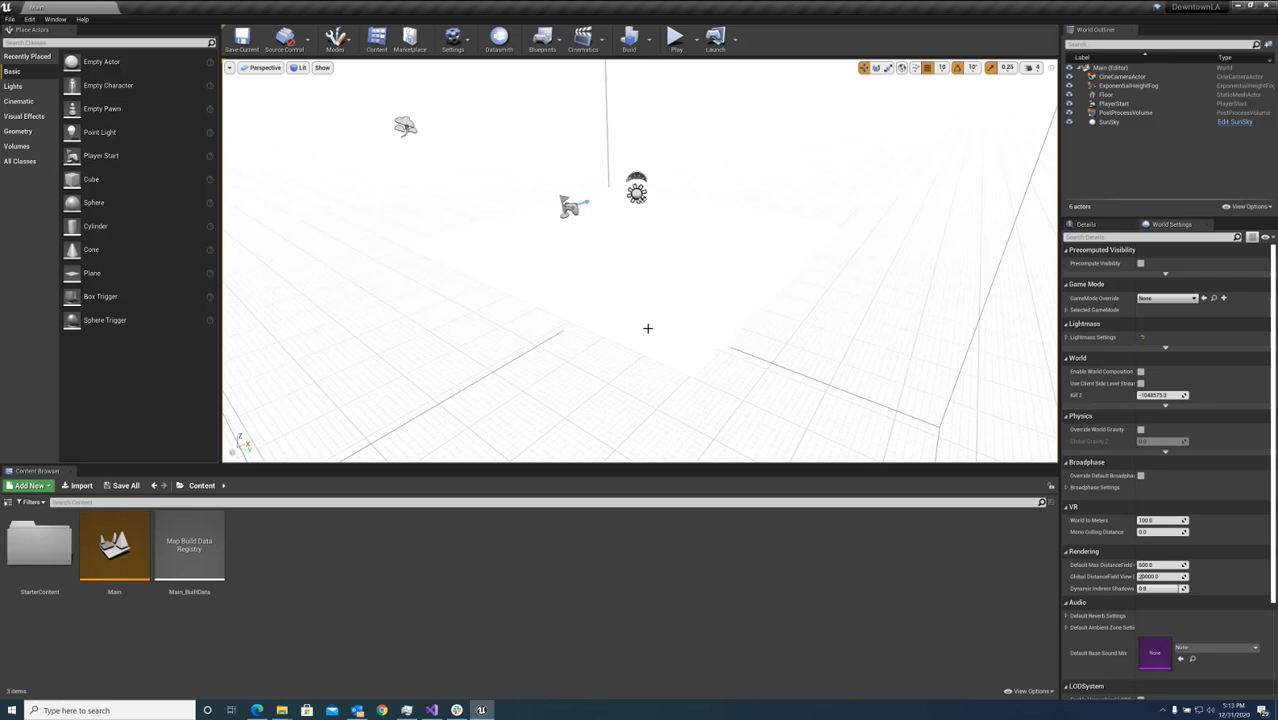 Main
DowntownLA
File Edit Window Help
Place Actors
Search Classes
Recently Placed
Basic
Lights
Cinematic
Visual Effects
Geometry
Volumes
All Classes
Empty Actor
Empty Character
Empty Pawn
Point Light
Player Start
Cube
Sphere
Cylinder
Cone
Plane
Box Trigger
Sphere Trigger
Save Current
Source Control
Modes
Content
Marketplace
Settings
Datasmith
Blueprints
Cinematics
Build
Play
Launch
Perspective Lit Show
10 10° 0.25 4
Z X Y
World Outliner
Search...
Label Type
Main (Editor) World
CineCameraActor CineCameraActor
ExponentialHeightFog ExponentialHeightFog
Floor StaticMeshActor
PlayerStart PlayerStart
PostProcessVolume PostProcessVolume
SunSky Edit SunSky
6 actors View Options
Details World Settings
Search Details
Precomputed Visibility
Precompute Visibility
Game Mode
GameMode Override None
Selected GameMode
Lightmass
Lightmass Settings
World
Enable World Composition
Use Client Side Level Strea
Kill Z -1048575.0
Physics
Override World Gravity
Global Gravity Z 0.0
Broadphase
Override Default Broadpha
Broadphase Settings
VR
World to Meters 100.0
Mono Culling Distance 0.0
Rendering
Default Max DistanceField 600.0
Global DistanceField View 20000.0
Dynamic Indirect Shadows 0.8
Audio
Default Reverb Settings
Default Ambient Zone Setti
Default Base Sound Mix None None
LODSystem
Content Browser
Add New Import Save All Content
Filters Search Content
StarterContent
Main
Map Build Data
Registry
Main_BuiltData
3 items View Options
Type here to search
5:13 PM
12/31/2020